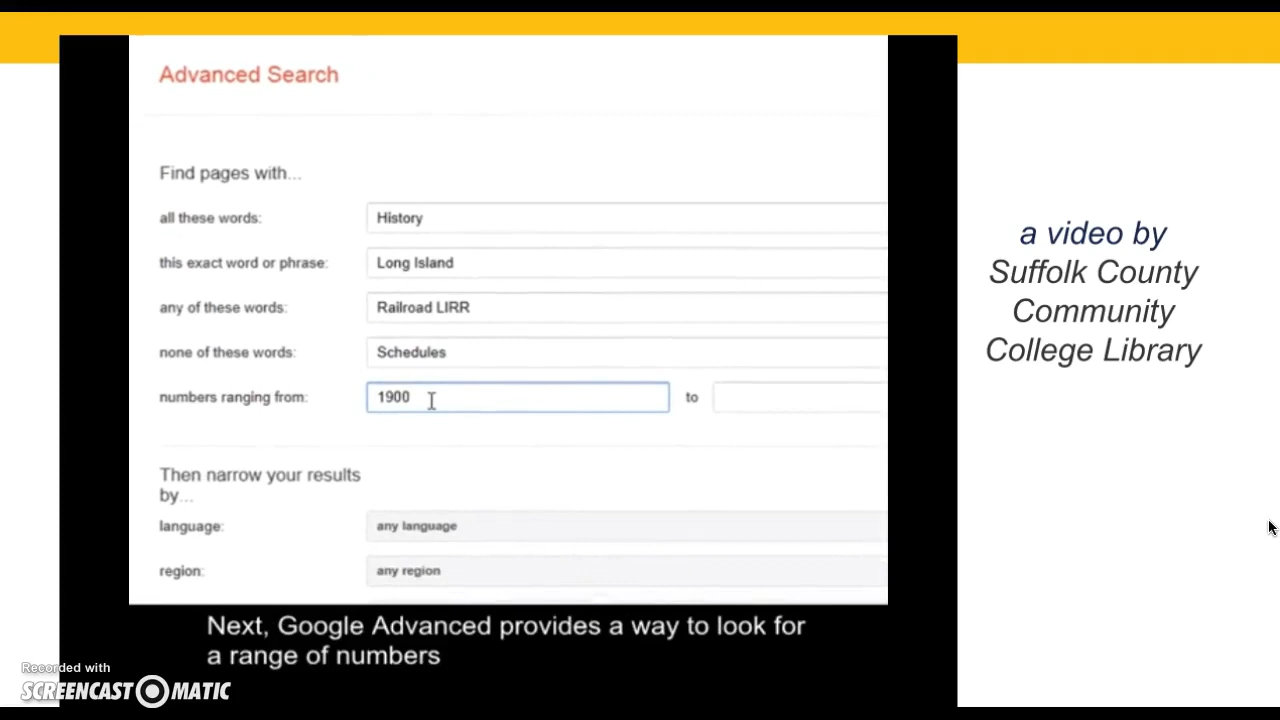 Advanced Search
Find pages with...
all these words: History
this exact word or phrase: Long Island
any of these words: Railroad LIRR
none of these words: Schedules
numbers ranging from: 1900 to
Then narrow your results
by...
language: any language
region: any region
Next, Google Advanced provides a way to look for
a range of numbers
a video by
Suffolk County
Community
College Library
Recorded with
SCREENCAST MATIC